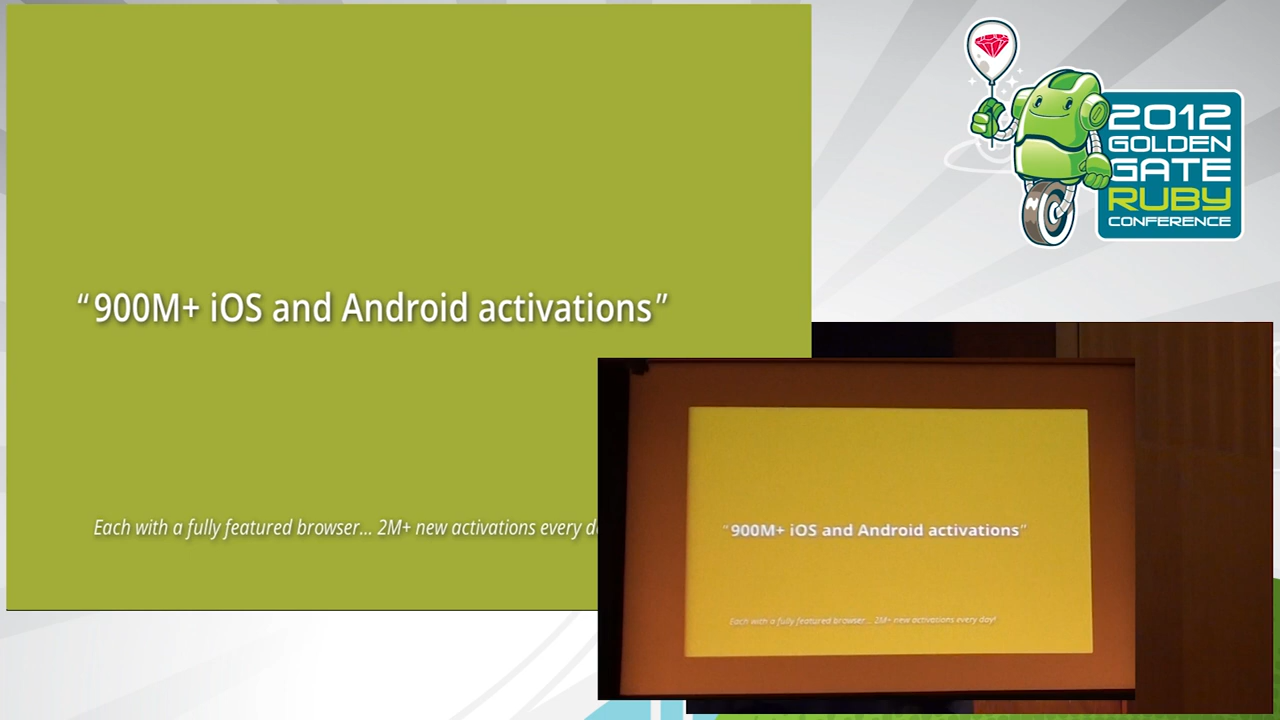 “900M+ iOS and Android activations”
Each with a fully featured browser... 2M+ new activations every d
2012
GOLDEN
GATE
RUBY
CONFERENCE
“900M+ iOS and Android activations”
Each with a fully featured browser... 2M+ new activations every day!